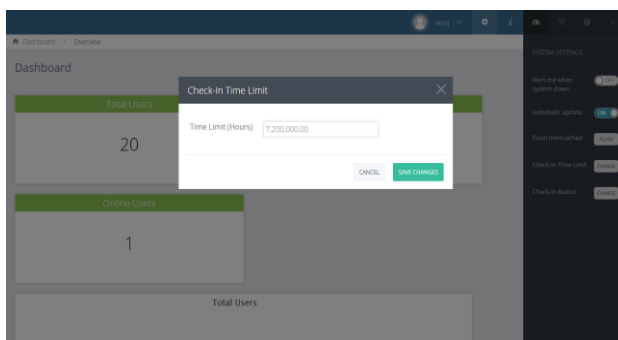 wiq
Dashboard > Overview
Dashboard
Total Users
20
Online Users
1
Total Users
Check-In Time Limit
Time Limit (Hours)
7,200,000.00
CANCEL
SAVE CHANGES
SYSTEM SETTINGS
Alert me when
system down
OFF
Automatic update
ON
Flush memcached
FLUSH
Check-in Time Limit
CHANGE
Check-in Radius
CHANGE